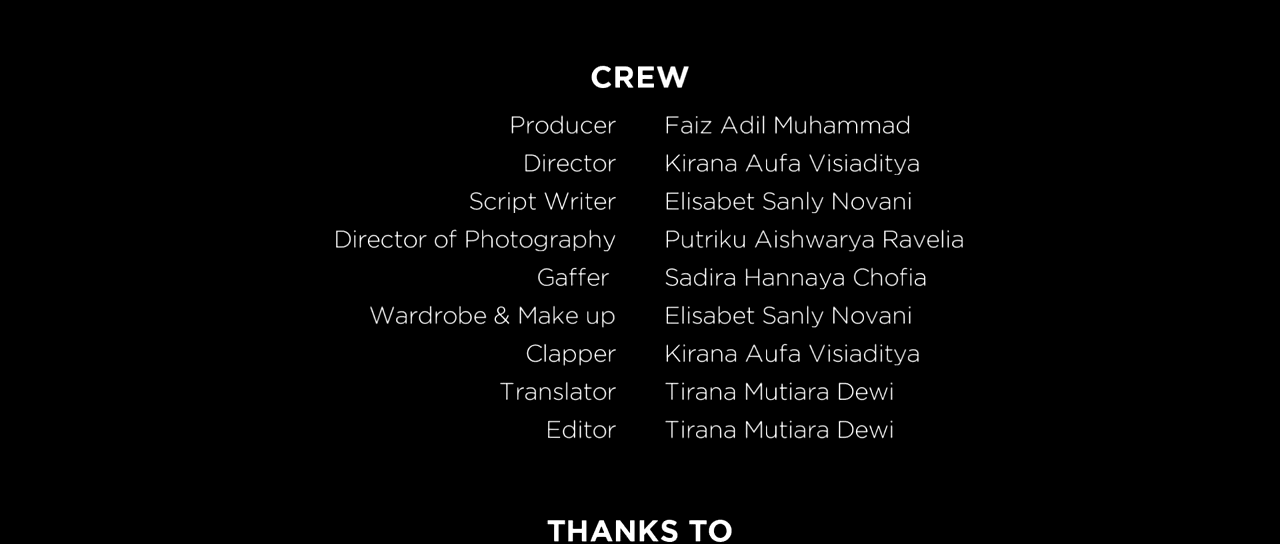 CREW
Producer Faiz Adil Muhammad
Director Kirana Aufa Visiaditya
Script Writer Elisabet Sanly Novani
Director of Photography Putriku Aishwarya Ravelia
Gaffer Sadira Hannaya Chofia
Wardrobe & Make up Elisabet Sanly Novani
Clapper Kirana Aufa Visiaditya
Translator Tirana Mutiara Dewi
Editor Tirana Mutiara Dewi
THANKS TO